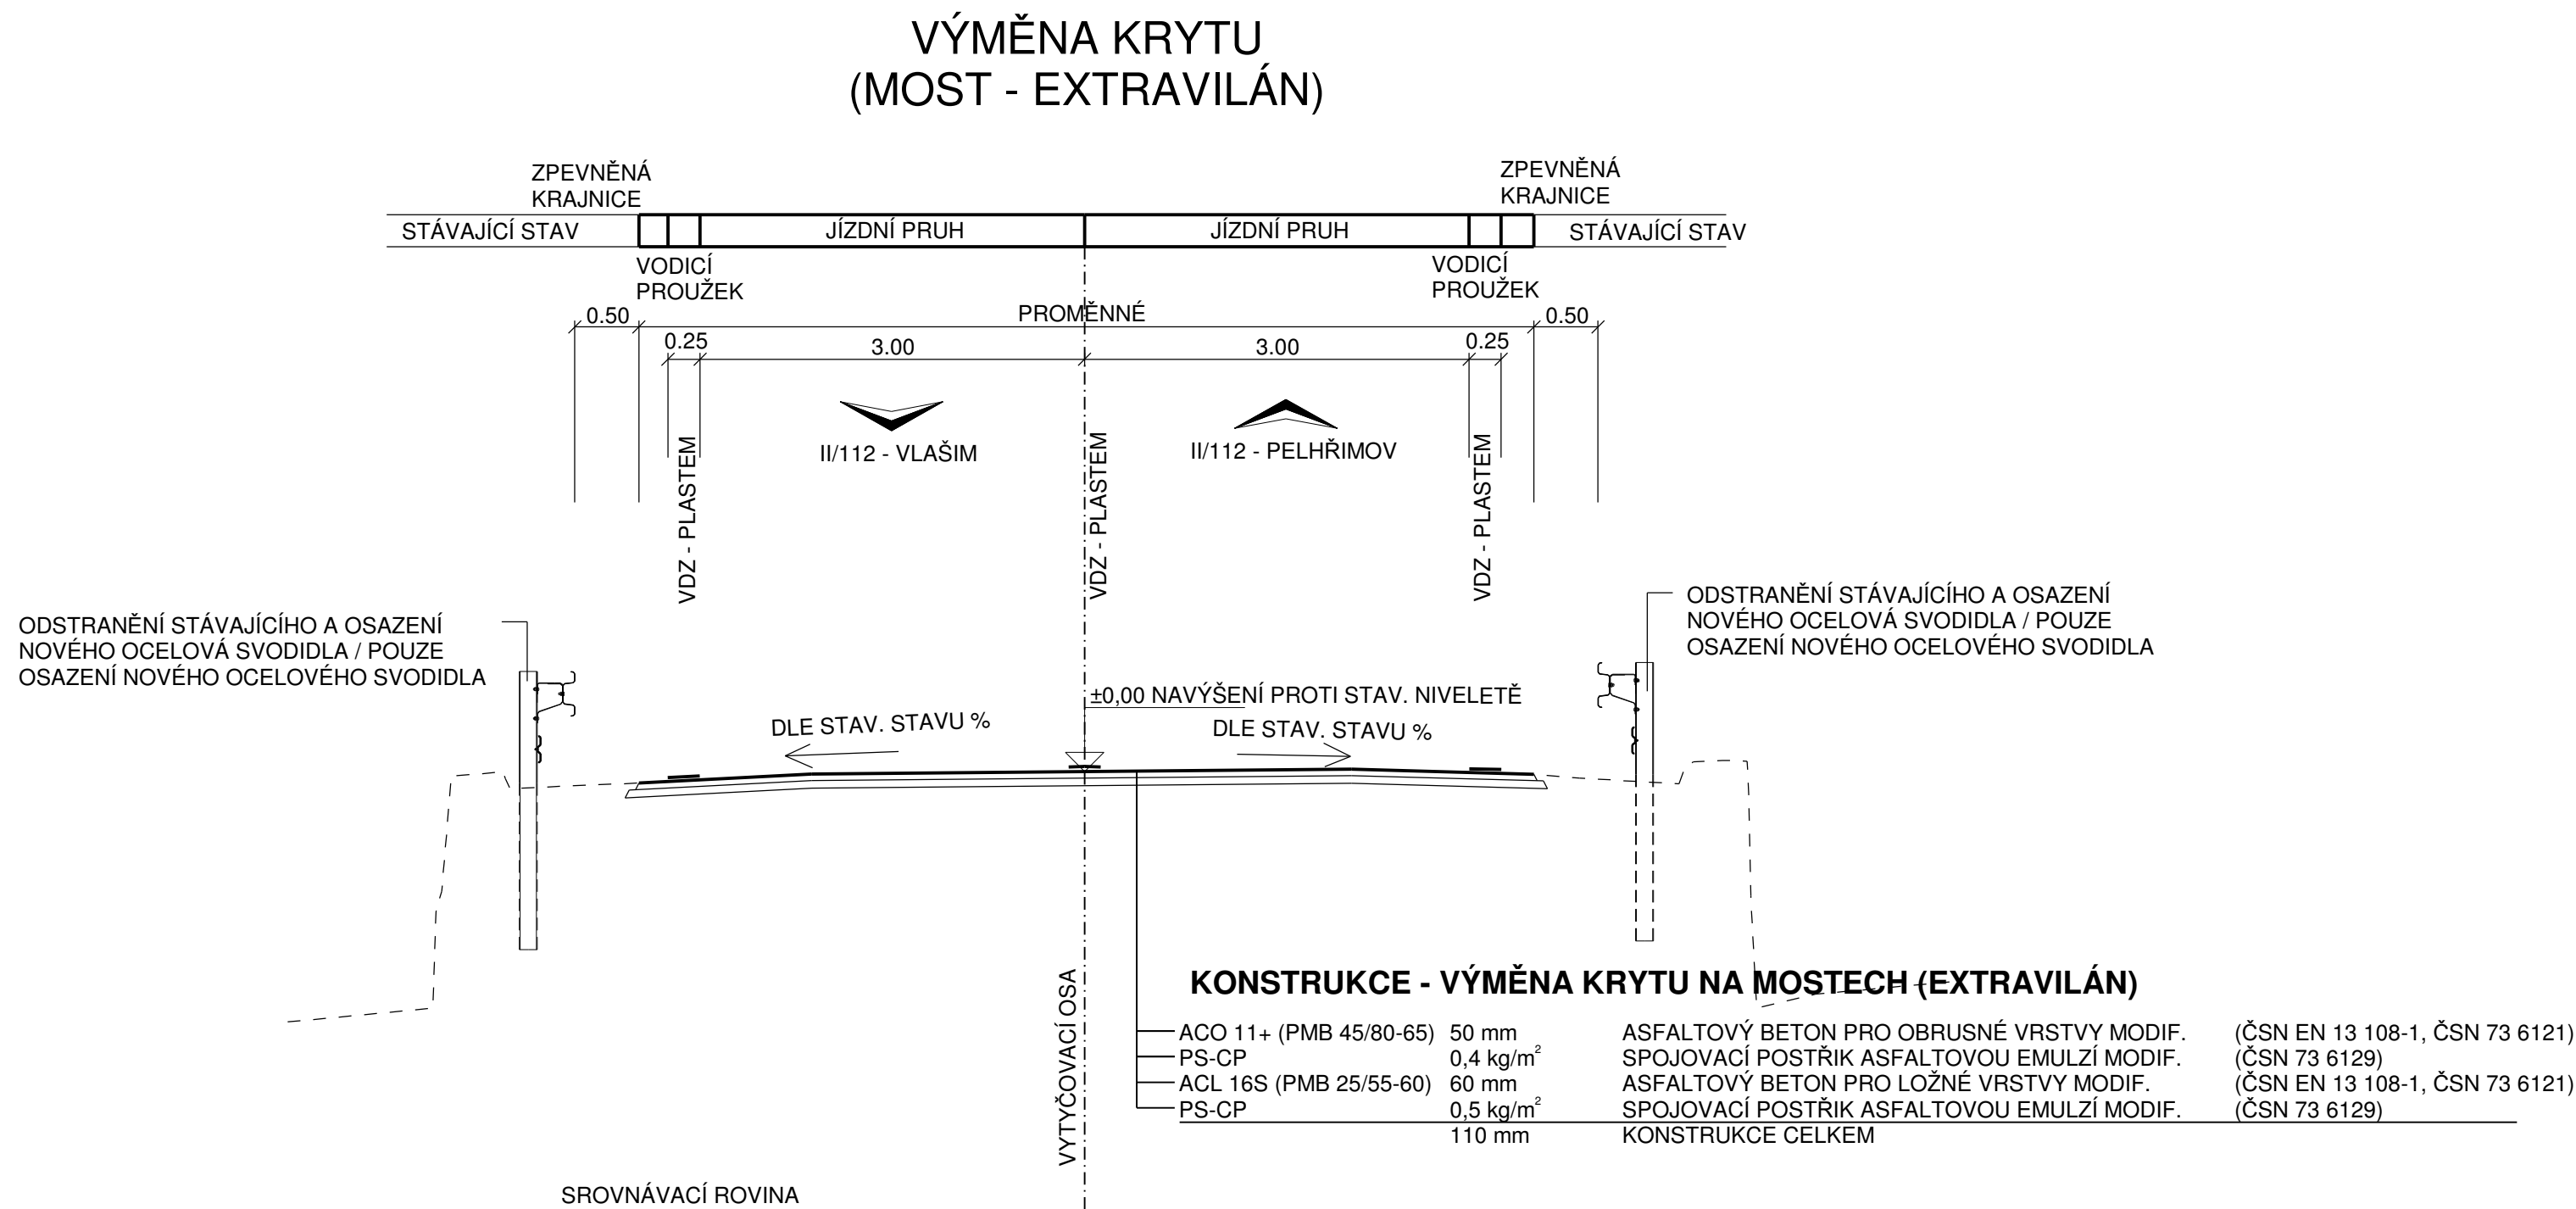 VÝMĚNA KRYTU
(MOST - EXTRAVILÁN)
ZPEVNĚNÁ
KRAJNICE
ZPEVNĚNÁ
KRAJNICE
STÁVAJÍCÍ STAV
JÍZDNÍ PRUH
JÍZDNÍ PRUH
STÁVAJÍCÍ STAV
VODICÍ
PROUŽEK
VODICÍ
PROUŽEK
0.50
PROMĚNNÉ
0.50
0.25
3.00
3.00
0.25
II/112 - VLAŠIM
II/112 - PELHŘIMOV
VDZ - PLASTEM
VDZ - PLASTEM
VDZ - PLASTEM
ODSTRANĚNÍ STÁVAJÍCÍHO A OSAZENÍ
NOVÉHO OCELOVÁ SVODIDLA / POUZE
OSAZENÍ NOVÉHO OCELOVÉHO SVODIDLA
ODSTRANĚNÍ STÁVAJÍCÍHO A OSAZENÍ
NOVÉHO OCELOVÁ SVODIDLA / POUZE
OSAZENÍ NOVÉHO OCELOVÉHO SVODIDLA
±0,00 NAVÝŠENÍ PROTI STAV. NIVELETĚ
DLE STAV. STAVU %
DLE STAV. STAVU %
VYTYČOVACÍ OSA
KONSTRUKCE - VÝMĚNA KRYTU NA MOSTECH (EXTRAVILÁN)
ACO 11+ (PMB 45/80-65) 50 mm ASFALTOVÝ BETON PRO OBRUSNÉ VRSTVY MODIF. (ČSN EN 13 108-1, ČSN 73 6121)
PS-CP 0,4 kg/m² SPOJOVACÍ POSTŘIK ASFALTOVOU EMULZÍ MODIF. (ČSN 73 6129)
ACL 16S (PMB 25/55-60) 60 mm ASFALTOVÝ BETON PRO LOŽNÉ VRSTVY MODIF. (ČSN EN 13 108-1, ČSN 73 6121)
PS-CP 0,5 kg/m² SPOJOVACÍ POSTŘIK ASFALTOVOU EMULZÍ MODIF. (ČSN 73 6129)
110 mm KONSTRUKCE CELKEM
SROVNÁVACÍ ROVINA